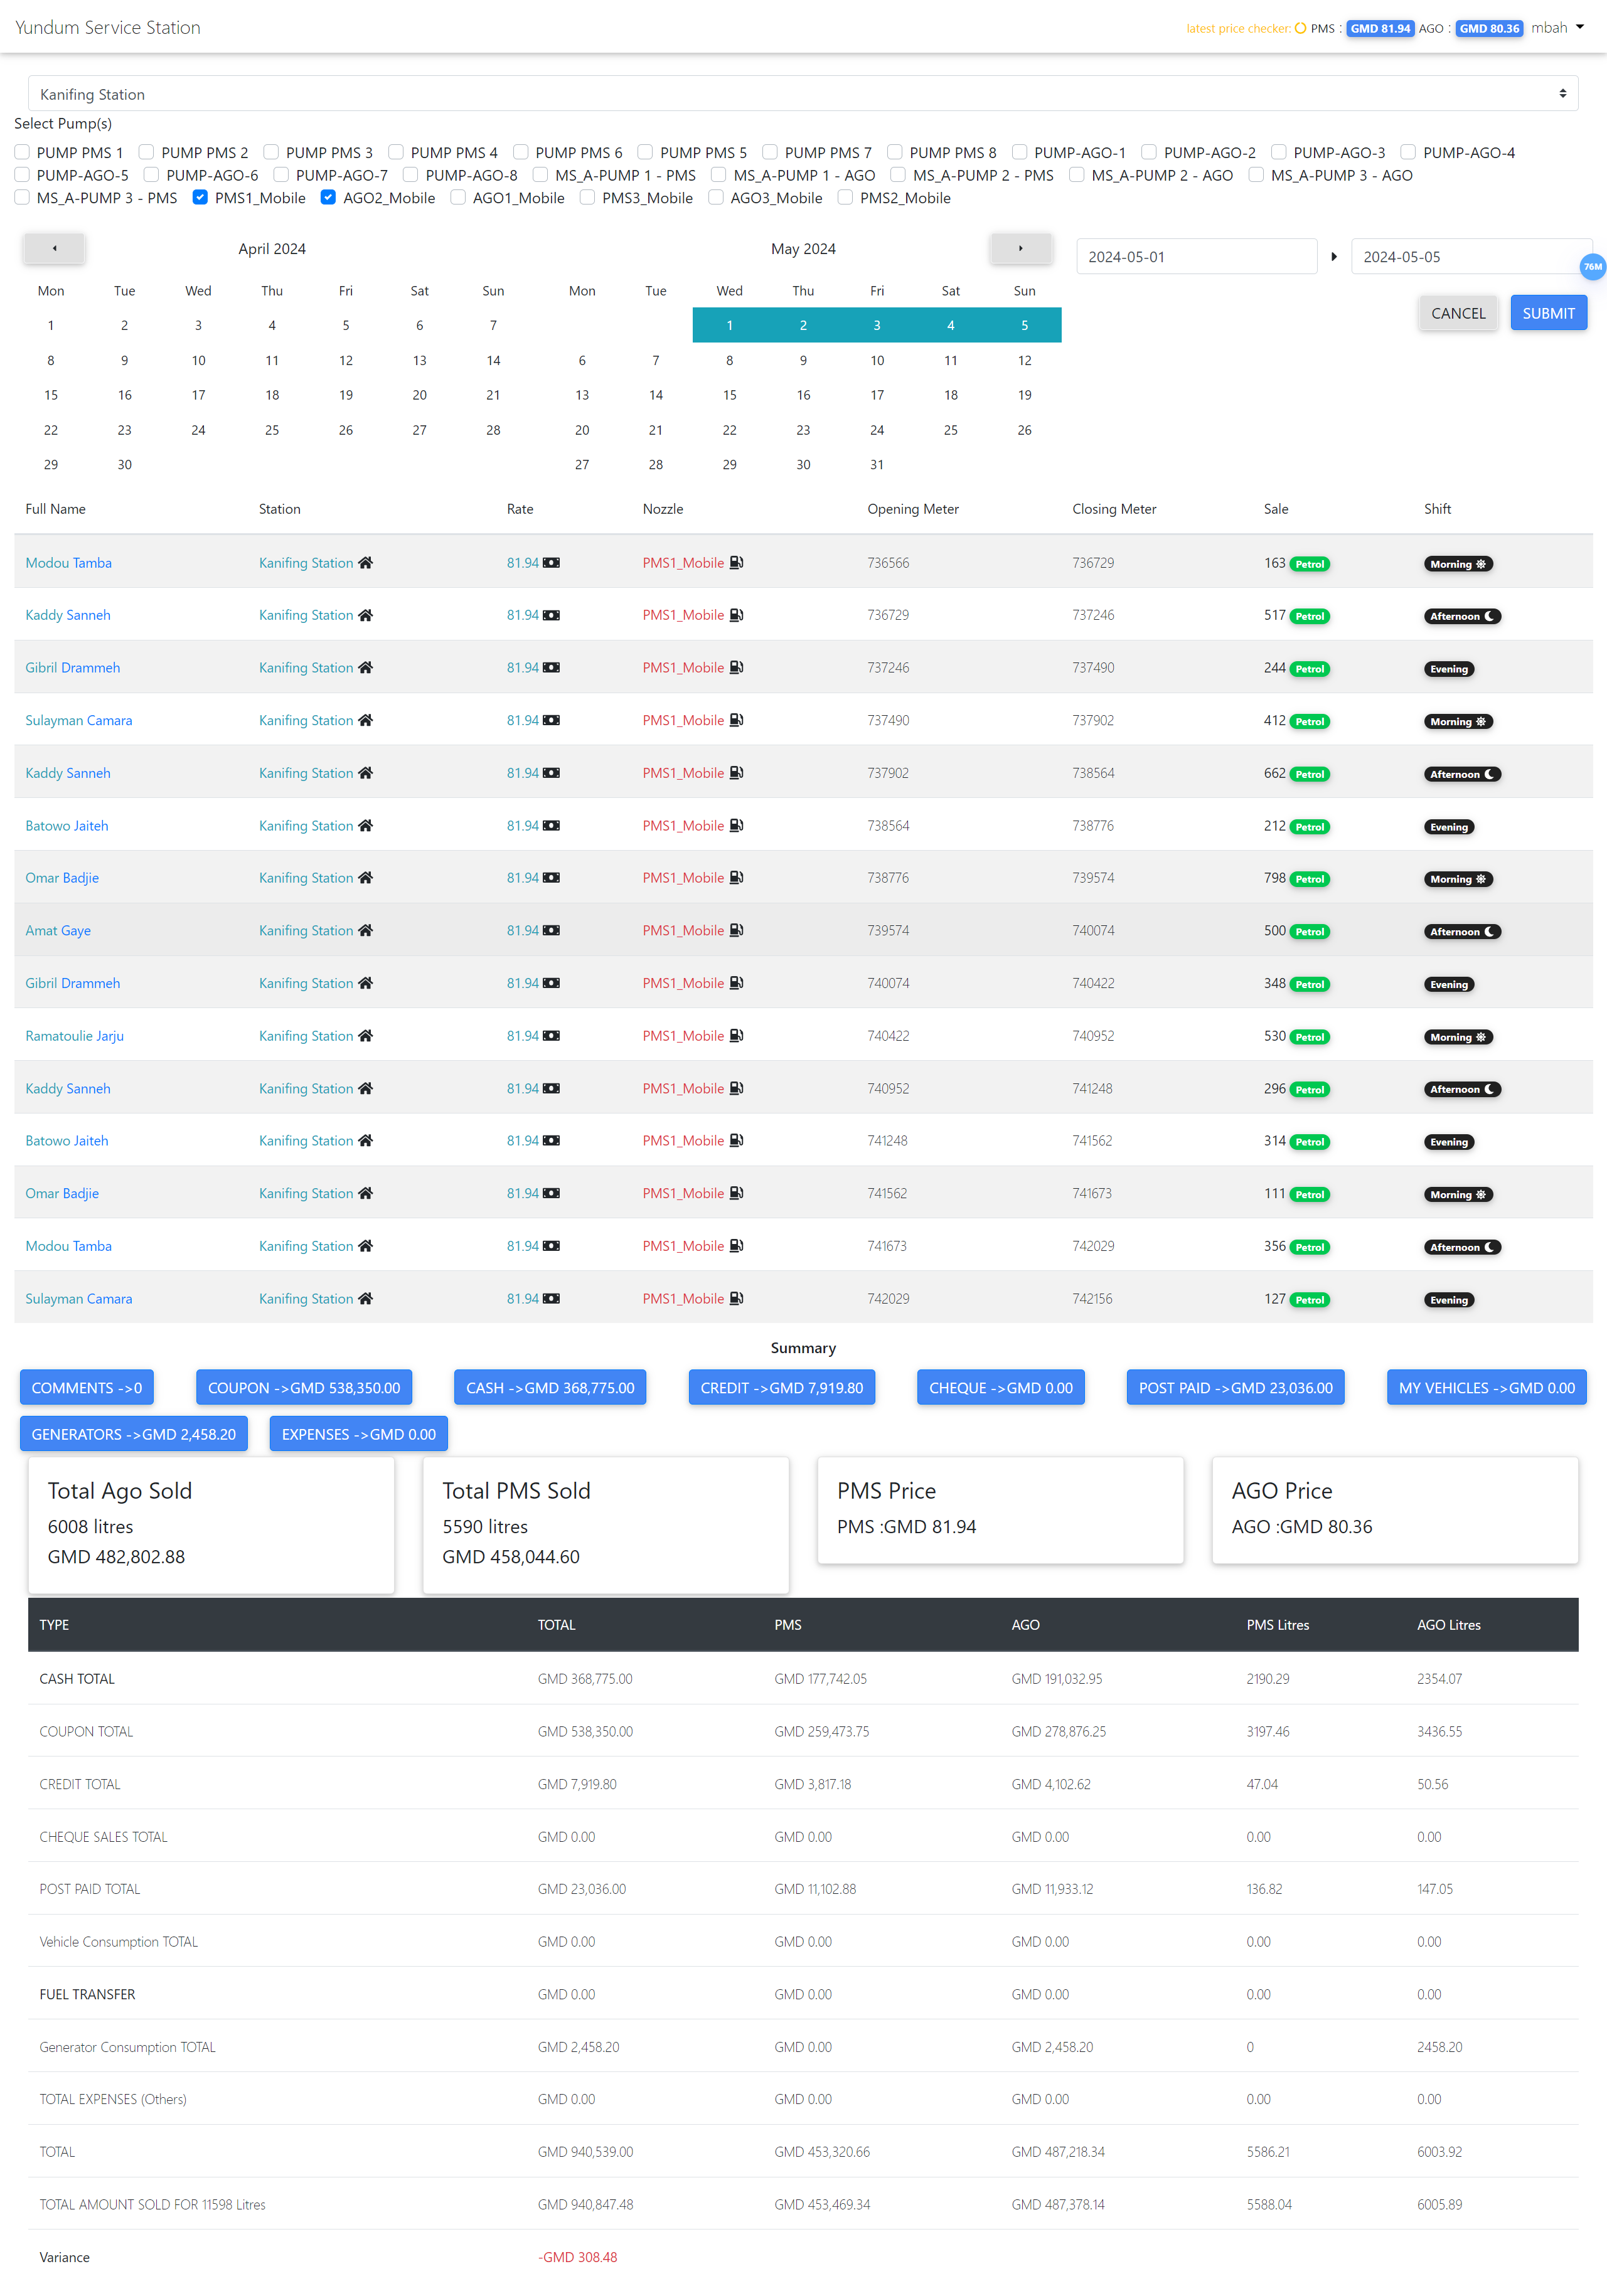 Yundum Service Station
latest price checker: PMS : GMD 81.94 AGO : GMD 80.36 mbah
Kanifing Station
Select Pump(s)
PUMP PMS 1 PUMP PMS 2 PUMP PMS 3 PUMP PMS 4 PUMP PMS 6 PUMP PMS 5 PUMP PMS 7 PUMP PMS 8 PUMP-AGO-1 PUMP-AGO-2 PUMP-AGO-3 PUMP-AGO-4
PUMP-AGO-5 PUMP-AGO-6 PUMP-AGO-7 PUMP-AGO-8 MS_A-PUMP 1 - PMS MS_A-PUMP 1 - AGO MS_A-PUMP 2 - PMS MS_A-PUMP 2 - AGO MS_A-PUMP 3 - AGO
MS_A-PUMP 3 - PMS PMS1_Mobile AGO2_Mobile AGO1_Mobile PMS3_Mobile AGO3_Mobile PMS2_Mobile
April 2024
Mon Tue Wed Thu Fri Sat Sun
1 2 3 4 5 6 7
8 9 10 11 12 13 14
15 16 17 18 19 20 21
22 23 24 25 26 27 28
29 30
May 2024
Mon Tue Wed Thu Fri Sat Sun
1 2 3 4 5
6 7 8 9 10 11 12
13 14 15 16 17 18 19
20 21 22 23 24 25 26
27 28 29 30 31
2024-05-01 2024-05-05
76M
CANCEL SUBMIT
Full Name Station Rate Nozzle Opening Meter Closing Meter Sale Shift
Modou Tamba Kanifing Station 81.94 PMS1_Mobile 736566 736729 163 Petrol Morning
Kaddy Sanneh Kanifing Station 81.94 PMS1_Mobile 736729 737246 517 Petrol Afternoon
Gibril Drammeh Kanifing Station 81.94 PMS1_Mobile 737246 737490 244 Petrol Evening
Sulayman Camara Kanifing Station 81.94 PMS1_Mobile 737490 737902 412 Petrol Morning
Kaddy Sanneh Kanifing Station 81.94 PMS1_Mobile 737902 738564 662 Petrol Afternoon
Batowo Jaiteh Kanifing Station 81.94 PMS1_Mobile 738564 738776 212 Petrol Evening
Omar Badjie Kanifing Station 81.94 PMS1_Mobile 738776 739574 798 Petrol Morning
Amat Gaye Kanifing Station 81.94 PMS1_Mobile 739574 740074 500 Petrol Afternoon
Gibril Drammeh Kanifing Station 81.94 PMS1_Mobile 740074 740422 348 Petrol Evening
Ramatoulie Jarju Kanifing Station 81.94 PMS1_Mobile 740422 740952 530 Petrol Morning
Kaddy Sanneh Kanifing Station 81.94 PMS1_Mobile 740952 741248 296 Petrol Afternoon
Batowo Jaiteh Kanifing Station 81.94 PMS1_Mobile 741248 741562 314 Petrol Evening
Omar Badjie Kanifing Station 81.94 PMS1_Mobile 741562 741673 111 Petrol Morning
Modou Tamba Kanifing Station 81.94 PMS1_Mobile 741673 742029 356 Petrol Afternoon
Sulayman Camara Kanifing Station 81.94 PMS1_Mobile 742029 742156 127 Petrol Evening
Summary
COMMENTS ->0 COUPON ->GMD 538,350.00 CASH ->GMD 368,775.00 CREDIT ->GMD 7,919.80 CHEQUE ->GMD 0.00 POST PAID ->GMD 23,036.00 MY VEHICLES ->GMD 0.00
GENERATORS ->GMD 2,458.20 EXPENSES ->GMD 0.00
Total Ago Sold
6008 litres
GMD 482,802.88
Total PMS Sold
5590 litres
GMD 458,044.60
PMS Price
PMS :GMD 81.94
AGO Price
AGO :GMD 80.36
TYPE TOTAL PMS AGO PMS Litres AGO Litres
CASH TOTAL GMD 368,775.00 GMD 177,742.05 GMD 191,032.95 2190.29 2354.07
COUPON TOTAL GMD 538,350.00 GMD 259,473.75 GMD 278,876.25 3197.46 3436.55
CREDIT TOTAL GMD 7,919.80 GMD 3,817.18 GMD 4,102.62 47.04 50.56
CHEQUE SALES TOTAL GMD 0.00 GMD 0.00 GMD 0.00 0.00 0.00
POST PAID TOTAL GMD 23,036.00 GMD 11,102.88 GMD 11,933.12 136.82 147.05
Vehicle Consumption TOTAL GMD 0.00 GMD 0.00 GMD 0.00 0.00 0.00
FUEL TRANSFER GMD 0.00 GMD 0.00 GMD 0.00 0.00 0.00
Generator Consumption TOTAL GMD 2,458.20 GMD 0.00 GMD 2,458.20 0 2458.20
TOTAL EXPENSES (Others) GMD 0.00 GMD 0.00 GMD 0.00 0.00 0.00
TOTAL GMD 940,539.00 GMD 453,320.66 GMD 487,218.34 5586.21 6003.92
TOTAL AMOUNT SOLD FOR 11598 Litres GMD 940,847.48 GMD 453,469.34 GMD 487,378.14 5588.04 6005.89
Variance -GMD 308.48